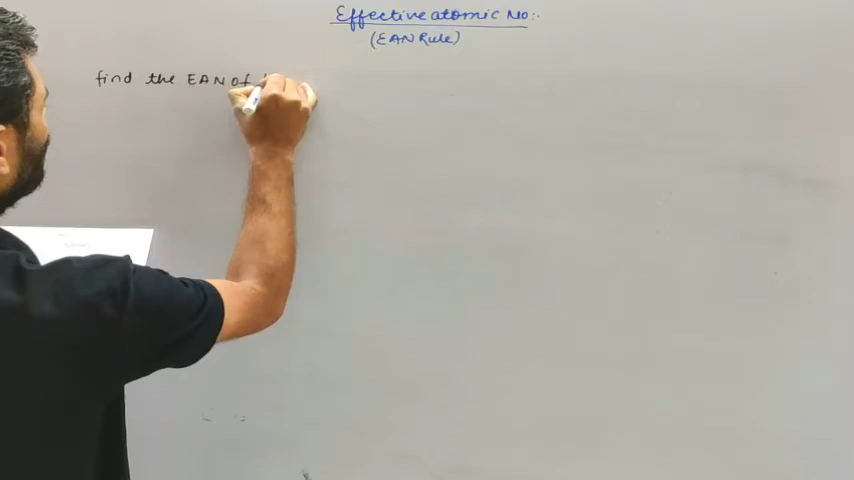 Effective atomic No:-
(EAN Rule)
find the EAN of